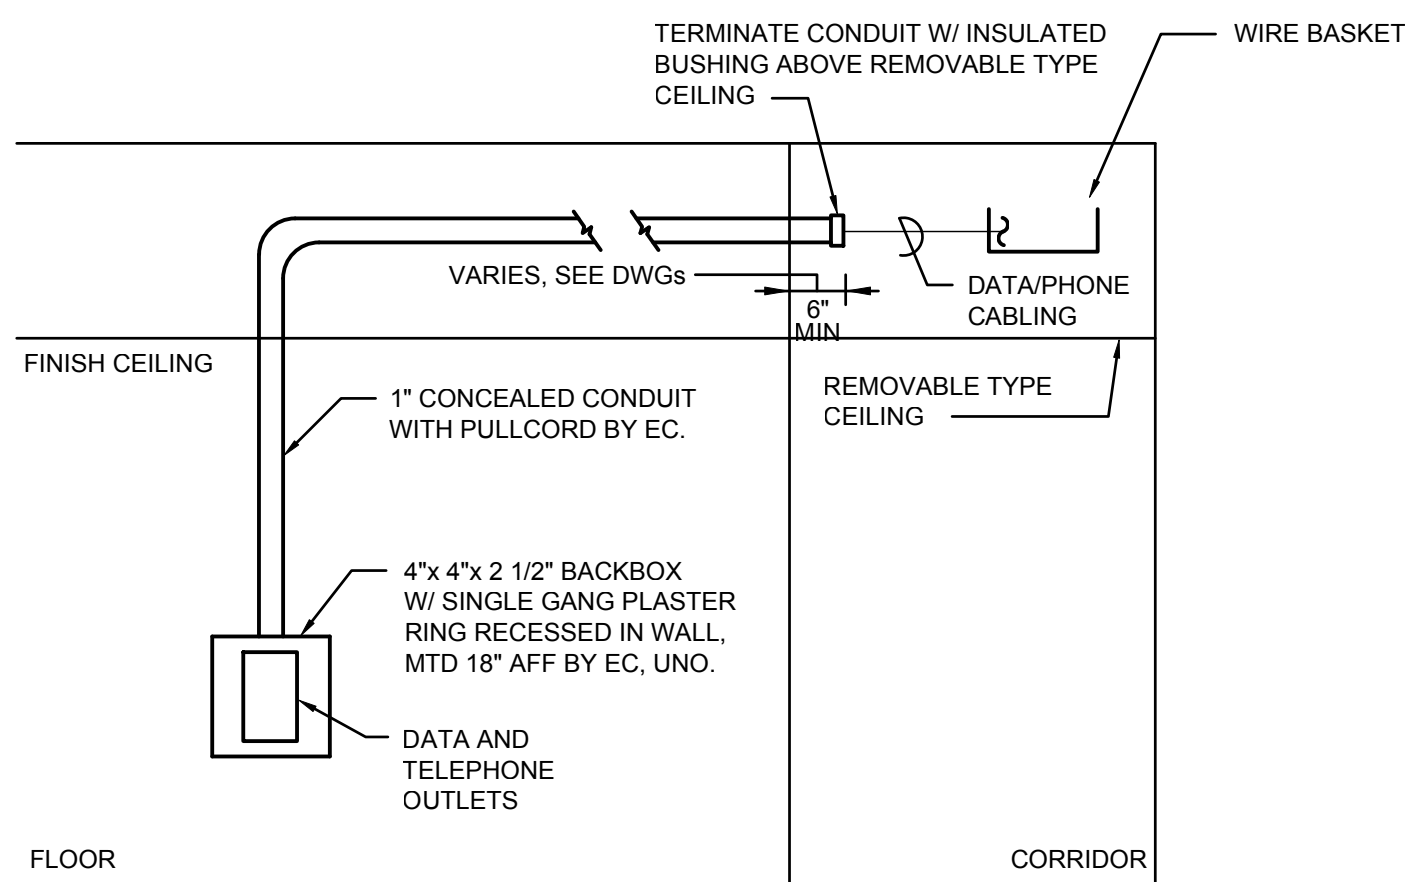 TERMINATE CONDUIT W/ INSULATED
BUSHING ABOVE REMOVABLE TYPE
CEILING
WIRE BASKET
VARIES, SEE DWGs
6"
MIN
DATA/PHONE
CABLING
FINISH CEILING
REMOVABLE TYPE
CEILING
1" CONCEALED CONDUIT
WITH PULLCORD BY EC.
4"x 4"x 2 1/2" BACKBOX
W/ SINGLE GANG PLASTER
RING RECESSED IN WALL,
MTD 18" AFF BY EC, UNO.
DATA AND
TELEPHONE
OUTLETS
FLOOR
CORRIDOR